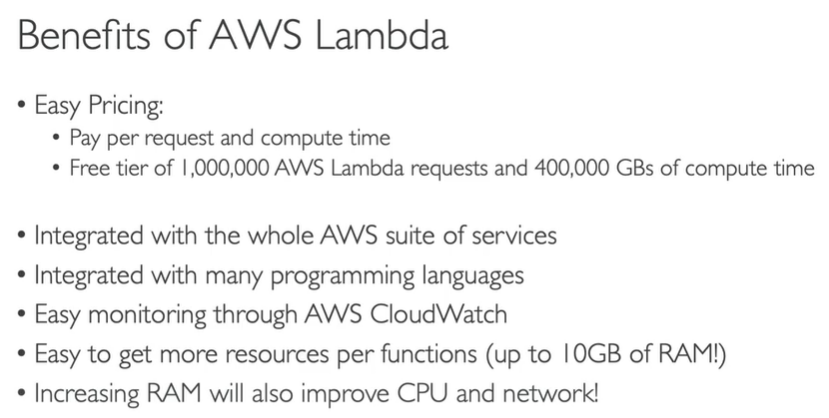 Benefits of AWS Lambda
• Easy Pricing:
• Pay per request and compute time
• Free tier of 1,000,000 AWS Lambda requests and 400,000 GBs of compute time
• Integrated with the whole AWS suite of services
• Integrated with many programming languages
• Easy monitoring through AWS CloudWatch
• Easy to get more resources per functions (up to 10GB of RAM!)
• Increasing RAM will also improve CPU and network!